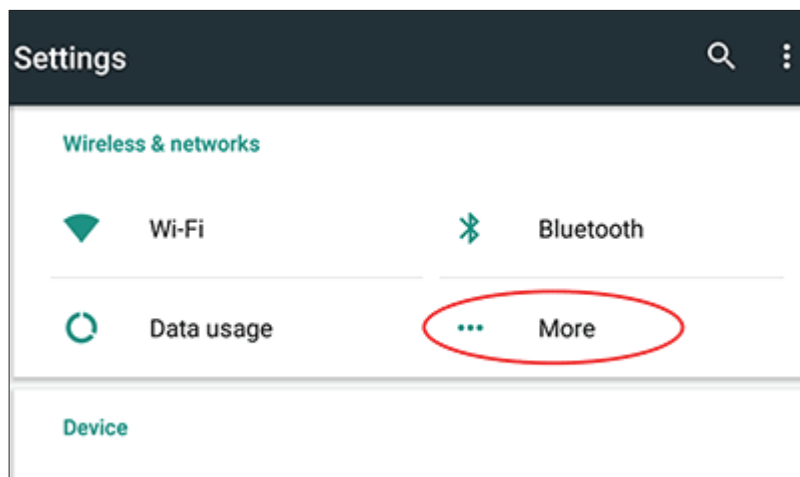 Settings
Wireless & networks
Wi-Fi Bluetooth
Data usage More
Device